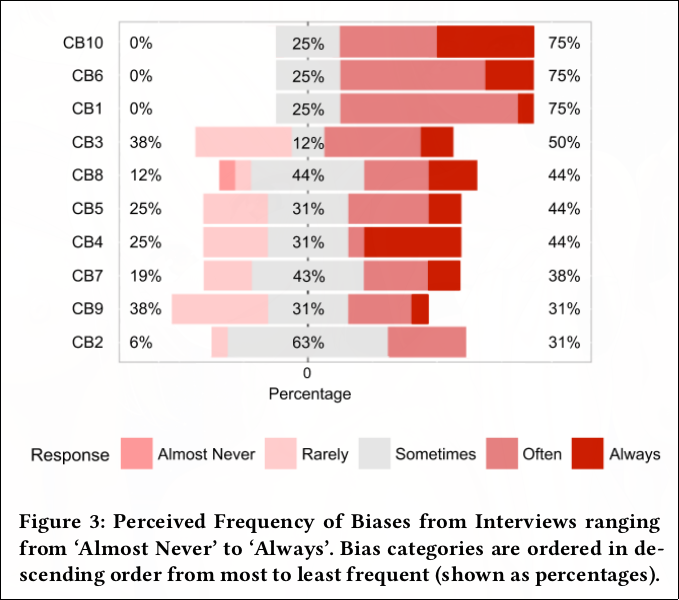 CB10 0% 25% 75%
CB6 0% 25% 75%
CB1 0% 25% 75%
CB3 38% 12% 50%
CB8 12% 44% 44%
CB5 25% 31% 44%
CB4 25% 31% 44%
CB7 19% 43% 38%
CB9 38% 31% 31%
CB2 6% 63% 31%
0
Percentage
Response Almost Never Rarely Sometimes Often Always
Figure 3: Perceived Frequency of Biases from Interviews ranging
from ‘Almost Never’ to ‘Always’. Bias categories are ordered in de-
scending order from most to least frequent (shown as percentages).